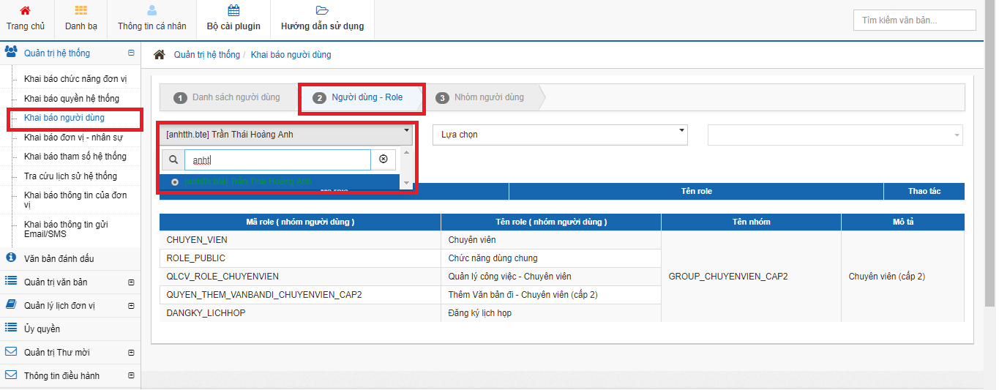 Trang chủ
Danh bạ
Thông tin cá nhân
Bộ cài plugin
Hướng dẫn sử dụng
Tìm kiếm văn bản...
Quản trị hệ thống
Khai báo chức năng đơn vị
Khai báo quyền hệ thống
Khai báo người dùng
Khai báo đơn vị - nhân sự
Khai báo tham số hệ thống
Tra cứu lịch sử hệ thống
Khai báo thông tin của đơn
vị
Khai báo thông tin gửi
Email/SMS
Văn bản đánh dấu
Quản trị văn bản
Quản lý lịch đơn vị
Ủy quyền
Quản trị Thư mời
Thông tin điều hành
Quản trị hệ thống / Khai báo người dùng
1 Danh sách người dùng
2 Người dùng - Role
3 Nhóm người dùng
[anhtth.bte] Trần Thái Hoàng Anh
Lựa chọn
anht
[anhtth.bte] Trần Thái Hoàng Anh
Mã role
Tên role
Thao tác
Mã role ( nhóm người dùng )
Tên role ( nhóm người dùng )
Tên nhóm
Mô tả
CHUYEN_VIEN
Chuyên viên
ROLE_PUBLIC
Chức năng dùng chung
QLCV_ROLE_CHUYENVIEN
Quản lý công việc - Chuyên viên
GROUP_CHUYENVIEN_CAP2
Chuyên viên (cấp 2)
QUYEN_THEM_VANBANDI_CHUYENVIEN_CAP2
Thêm Văn bản đi - Chuyên viên (cấp 2)
DANGKY_LICHHOP
Đăng ký lịch họp